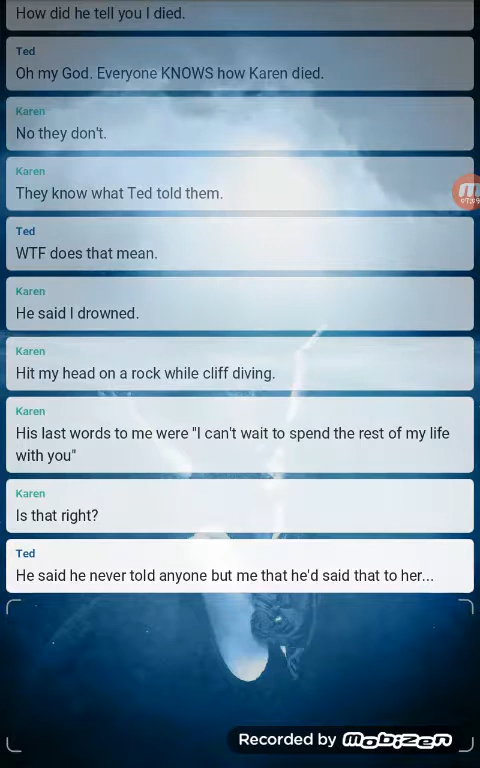 How did he tell you I died.
Ted
Oh my God. Everyone KNOWS how Karen died.
Karen
No they don't.
Karen
They know what Ted told them.
Ted
WTF does that mean.
Karen
He said I drowned.
Karen
Hit my head on a rock while cliff diving.
Karen
His last words to me were "I can't wait to spend the rest of my life
with you"
Karen
Is that right?
Ted
He said he never told anyone but me that he'd said that to her...
Recorded by mobizen